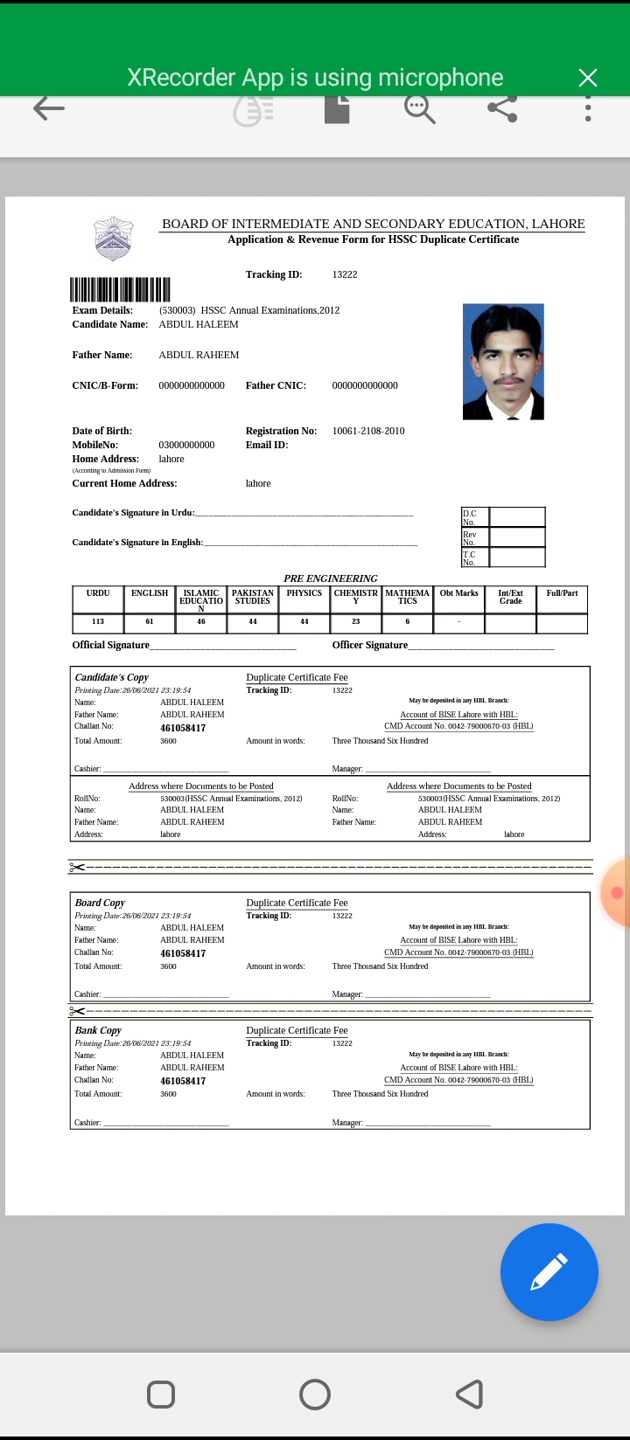 XRecorder App is using microphone
BOARD OF INTERMEDIATE AND SECONDARY EDUCATION, LAHORE
Application & Revenue Form for HSSC Duplicate Certificate
Tracking ID: 13222
Exam Details: (530003) HSSC Annual Examinations,2012
Candidate Name: ABDUL HALEEM
Father Name: ABDUL RAHEEM
CNIC/B-Form: 0000000000000 Father CNIC: 0000000000000
Date of Birth: Registration No: 10061-2108-2010
MobileNo: 03000000000 Email ID:
Home Address: lahore
(According to Admission Form)
Current Home Address: lahore
Candidate's Signature in Urdu:
D.C No.
Rev No.
Candidate's Signature in English:
T.C No.
PRE ENGINEERING
URDU ENGLISH ISLAMIC EDUCATION PAKISTAN STUDIES PHYSICS CHEMISTRY MATHEMATICS Obt Marks Int/Ext Grade Full/Part
113 61 46 44 44 23 6 -
Official Signature Officer Signature
Candidate's Copy Duplicate Certificate Fee
Printing Date:26/06/2021 23:19:54 Tracking ID: 13222
Name: ABDUL HALEEM May be deposited in any HBL Branch:
Father Name: ABDUL RAHEEM Account of BISE Lahore with HBL:
Challan No: 461058417 CMD Account No. 0042-79000670-03 (HBL)
Total Amount: 3600 Amount in words: Three Thousand Six Hundred
Cashier: Manager:
Address where Documents to be Posted Address where Documents to be Posted
RollNo: 530003(HSSC Annual Examinations, 2012) RollNo: 530003(HSSC Annual Examinations, 2012)
Name: ABDUL HALEEM Name: ABDUL HALEEM
Father Name: ABDUL RAHEEM Father Name: ABDUL RAHEEM
Address: lahore Address: lahore
Board Copy Duplicate Certificate Fee
Printing Date:26/06/2021 23:19:54 Tracking ID: 13222
Name: ABDUL HALEEM May be deposited in any HBL Branch:
Father Name: ABDUL RAHEEM Account of BISE Lahore with HBL:
Challan No: 461058417 CMD Account No. 0042-79000670-03 (HBL)
Total Amount: 3600 Amount in words: Three Thousand Six Hundred
Cashier: Manager:
Bank Copy Duplicate Certificate Fee
Printing Date:26/06/2021 23:19:54 Tracking ID: 13222
Name: ABDUL HALEEM May be deposited in any HBL Branch:
Father Name: ABDUL RAHEEM Account of BISE Lahore with HBL:
Challan No: 461058417 CMD Account No. 0042-79000670-03 (HBL)
Total Amount: 3600 Amount in words: Three Thousand Six Hundred
Cashier: Manager: